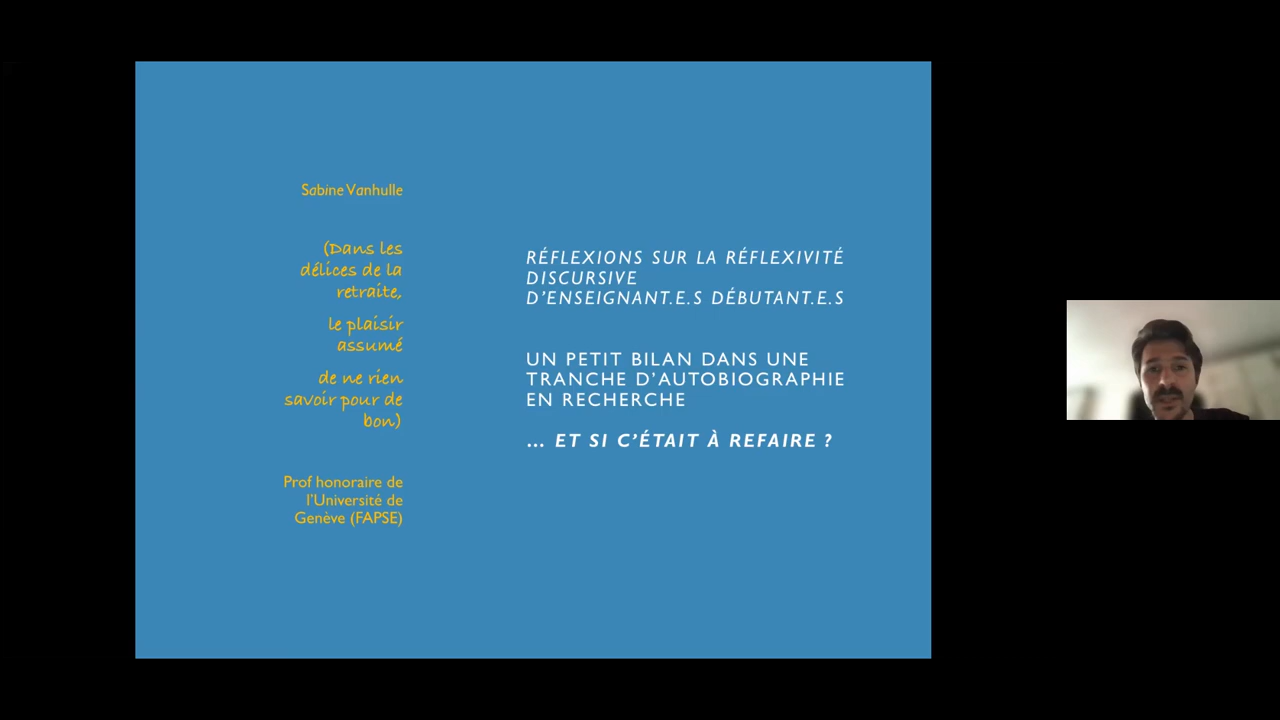 Sabine Vanhulle
(Dans les
délices de la
retraite,
le plaisir
assumé
de ne rien
savoir pour de
bon)
Prof honoraire de
l'Université de
Genève (FAPSE)
RÉFLEXIONS SUR LA RÉFLEXIVITÉ
DISCURSIVE
D'ENSEIGNANT.E.S DÉBUTANT.E.S
UN PETIT BILAN DANS UNE
TRANCHE D'AUTOBIOGRAPHIE
EN RECHERCHE
... ET SI C'ÉTAIT À REFAIRE ?